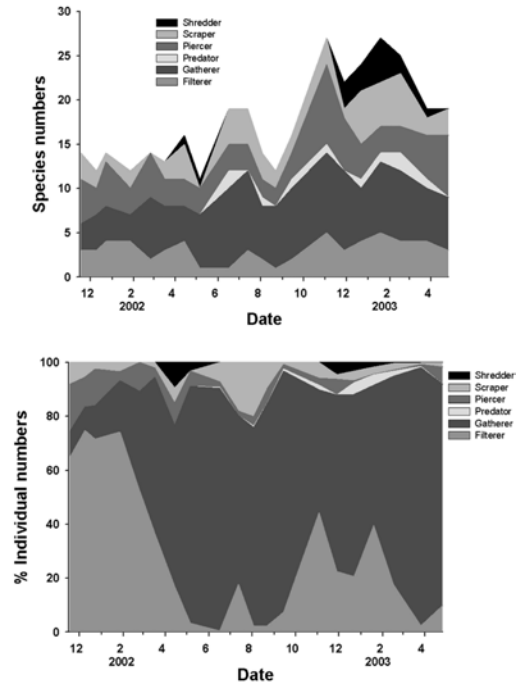 30
25
20
15
10
5
0
Species numbers
Shredder
Scraper
Piercer
Predator
Gatherer
Filterer
12 2 4 6 8 10 12 2 4
2002 2003
Date
100
80
60
40
20
0
% Individual numbers
Shredder
Scraper
Piercer
Predator
Gatherer
Filterer
12 2 4 6 8 10 12 2 4
2002 2003
Date